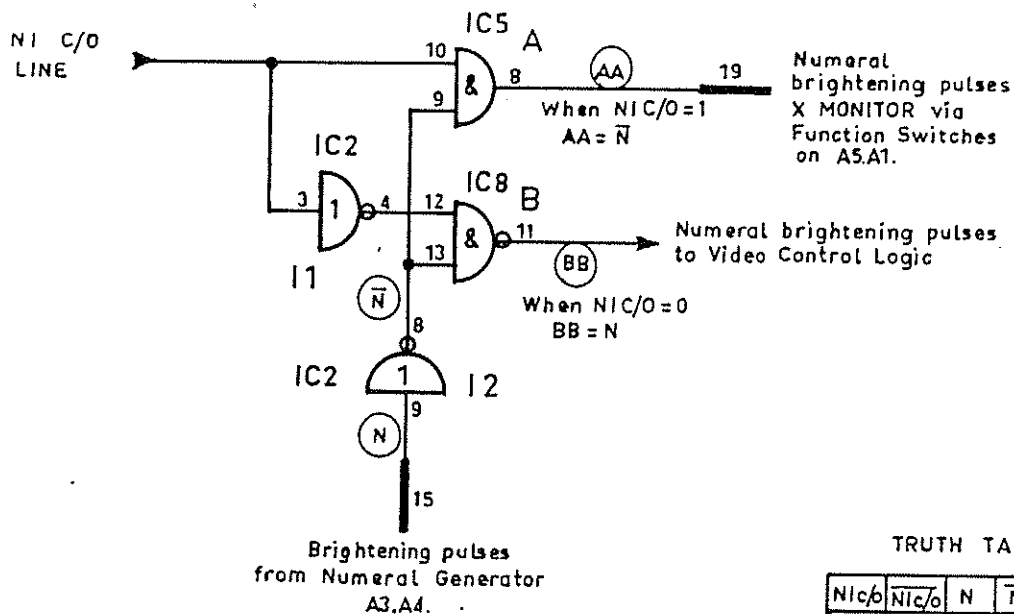 NI C/O
LINE
IC5
A
10
&
9
8
AA
19
When NIC/O=1
AA = N̅
Numeral
brightening pulses
X MONITOR via
Function Switches
on A5.A1.
IC2
3
1
4
I1
IC8
B
12
&
13
11
BB
Numeral brightening pulses
to Video Control Logic
When NIC/O=0
BB = N
N̅
8
IC2
1
I2
9
N
15
Brightening pulses
from Numeral Generator
A3.A4.
TRUTH TA
NIc/o N̅I̅c̅/̅o̅ N N̅